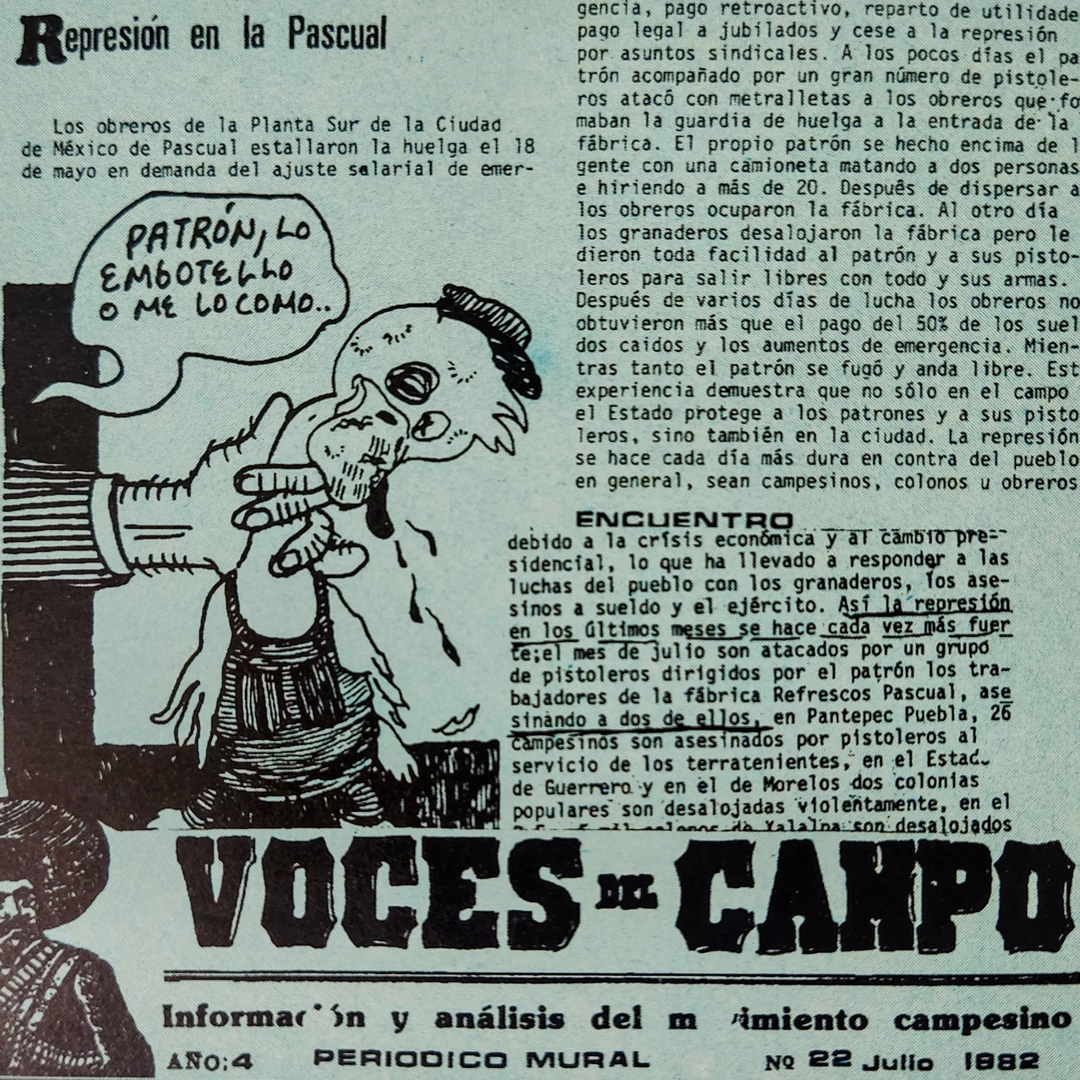 Represión en la Pascual
Los obreros de la Planta Sur de la Ciudad
de México de Pascual estallaron la huelga el 18
de mayo en demanda del ajuste salarial de emer-
PATRÓN, LO
EMBOTELLO
O ME LO COMO..
gencia, pago retroactivo, reparto de utilidade
pago legal a jubilados y cese a la represión
por asuntos sindicales. A los pocos días el pa
trón acompañado por un gran número de pistole-
ros atacó con metralletas a los obreros que fo
maban la guardia de huelga a la entrada de la
fábrica. El propio patrón se hecho encima de l
gente con una camioneta matando a dos personas
e hiriendo a más de 20. Después de dispersar a
los obreros ocuparon la fábrica. Al otro día
los granaderos desalojaron la fábrica pero le
dieron toda facilidad al patrón y a sus pisto-
leros para salir libres con todo y sus armas.
Después de varios días de lucha los obreros no
obtuvieron más que el pago del 50% de los suel
dos caidos y los aumentos de emergencia. Mien-
tras tanto el patrón se fugó y anda libre. Est
experiencia demuestra que no sólo en el campo
el Estado protege a los patrones y a sus pisto
leros, sino también en la ciudad. La represión
se hace cada día más dura en contra del pueblo
en general, sean campesinos, colonos u obreros
ENCUENTRO
debido a la crísis económica y al cambio pre-
sidencial, lo que ha llevado a responder a las
luchas del pueblo con los granaderos, los ase-
sinos a sueldo y el ejército. Así la represión
en los últimos meses se hace cada vez más fuer
te;el mes de julio son atacados por un grupo
de pistoleros dirigidos por el patrón los tra-
bajadores de la fábrica Refrescos Pascual, ase
sinando a dos de ellos, en Pantepec Puebla, 26
campesinos son asesinados por pistoleros al
servicio de los terratenientes, en el Estad
de Guerrero y en el de Morelos dos colonias
populares son desalojadas violentamente, en el
mil colonos de Xalalpa son desalojados
VOCES DEL CAMPO
Información y análisis del m imiento campesino
AÑO:4 PERIODICO MURAL Nº 22 Julio 1882